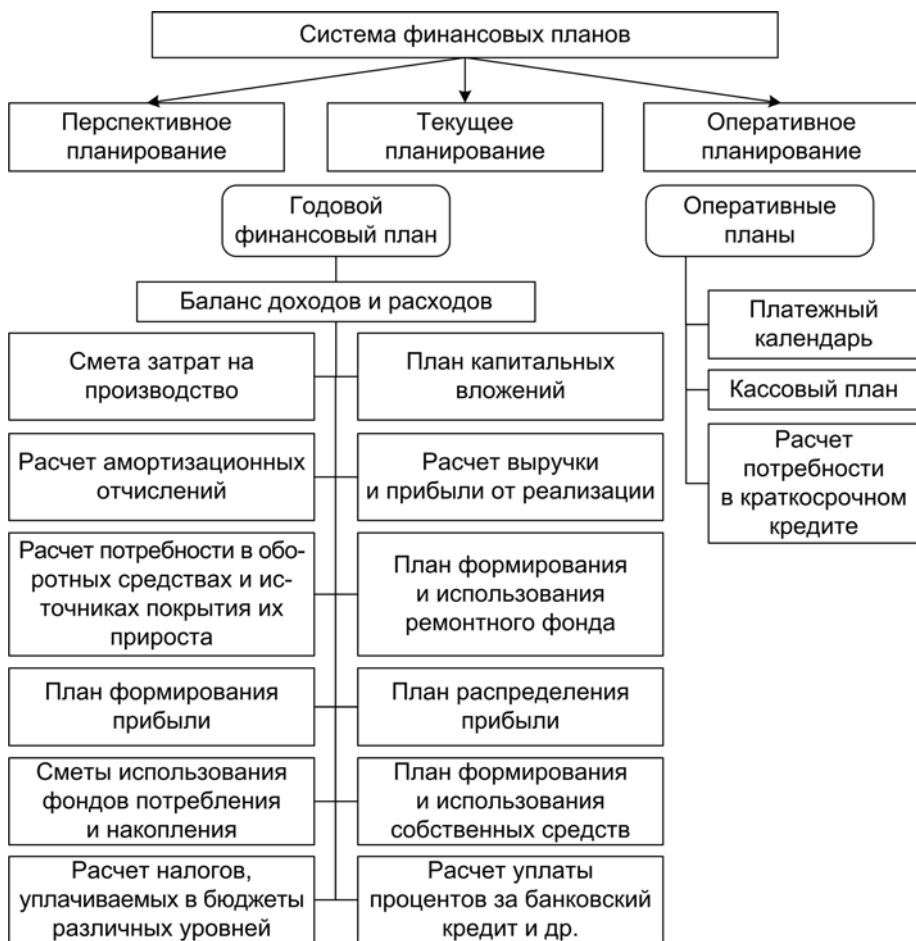 Система финансовых планов
Перспективное
планирование
Текущее
планирование
Оперативное
планирование
Годовой
финансовый план
Оперативные
планы
Баланс доходов и расходов
Платежный
календарь
Смета затрат на
производство
План капитальных
вложений
Кассовый план
Расчет амортизационных
отчислений
Расчет выручки
и прибыли от реализации
Расчет
потребности
в краткосрочном
кредите
Расчет потребности в обо-
ротных средствах и ис-
точниках покрытия их
прироста
План формирования
и использования
ремонтного фонда
План формирования
прибыли
План распределения
прибыли
Сметы использования
фондов потребления
и накопления
План формирования
и использования
собственных средств
Расчет налогов,
уплачиваемых в бюджеты
различных уровней
Расчет уплаты
процентов за банковский
кредит и др.